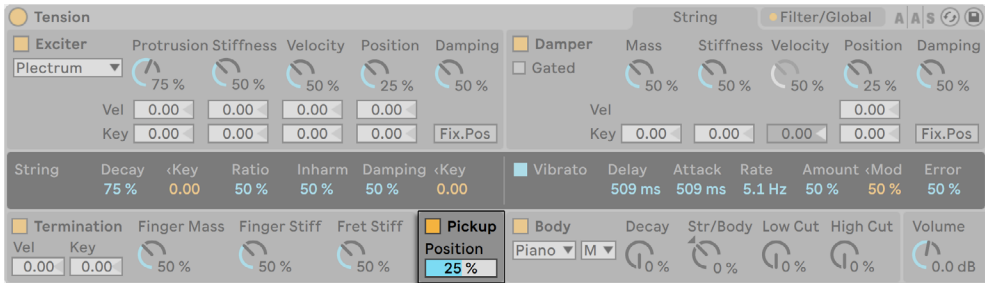 Tension String Filter/Global A A S
Exciter Protrusion Stiffness Velocity Position Damping
Plectrum 75 % 50 % 50 % 25 % 50 %
Vel 0.00 0.00 0.00 0.00
Key 0.00 0.00 0.00 0.00 Fix.Pos
Damper Mass Stiffness Velocity Position Damping
Gated 50 % 50 % 50 % 25 % 50 %
Vel 0.00
Key 0.00 0.00 0.00 0.00 Fix.Pos
String Decay ‹Key Ratio Inharm Damping ‹Key
75 % 0.00 50 % 50 % 50 % 0.00
Vibrato Delay Attack Rate Amount ‹Mod Error
509 ms 509 ms 5.1 Hz 50 % 50 % 50 %
Termination Finger Mass Finger Stiff Fret Stiff
Vel Key
0.00 0.00 50 % 50 % 50 %
Pickup
Position
25 %
Body Decay Str/Body Low Cut High Cut Volume
Piano M 0 % 0 % 0 % 0 % 0.0 dB